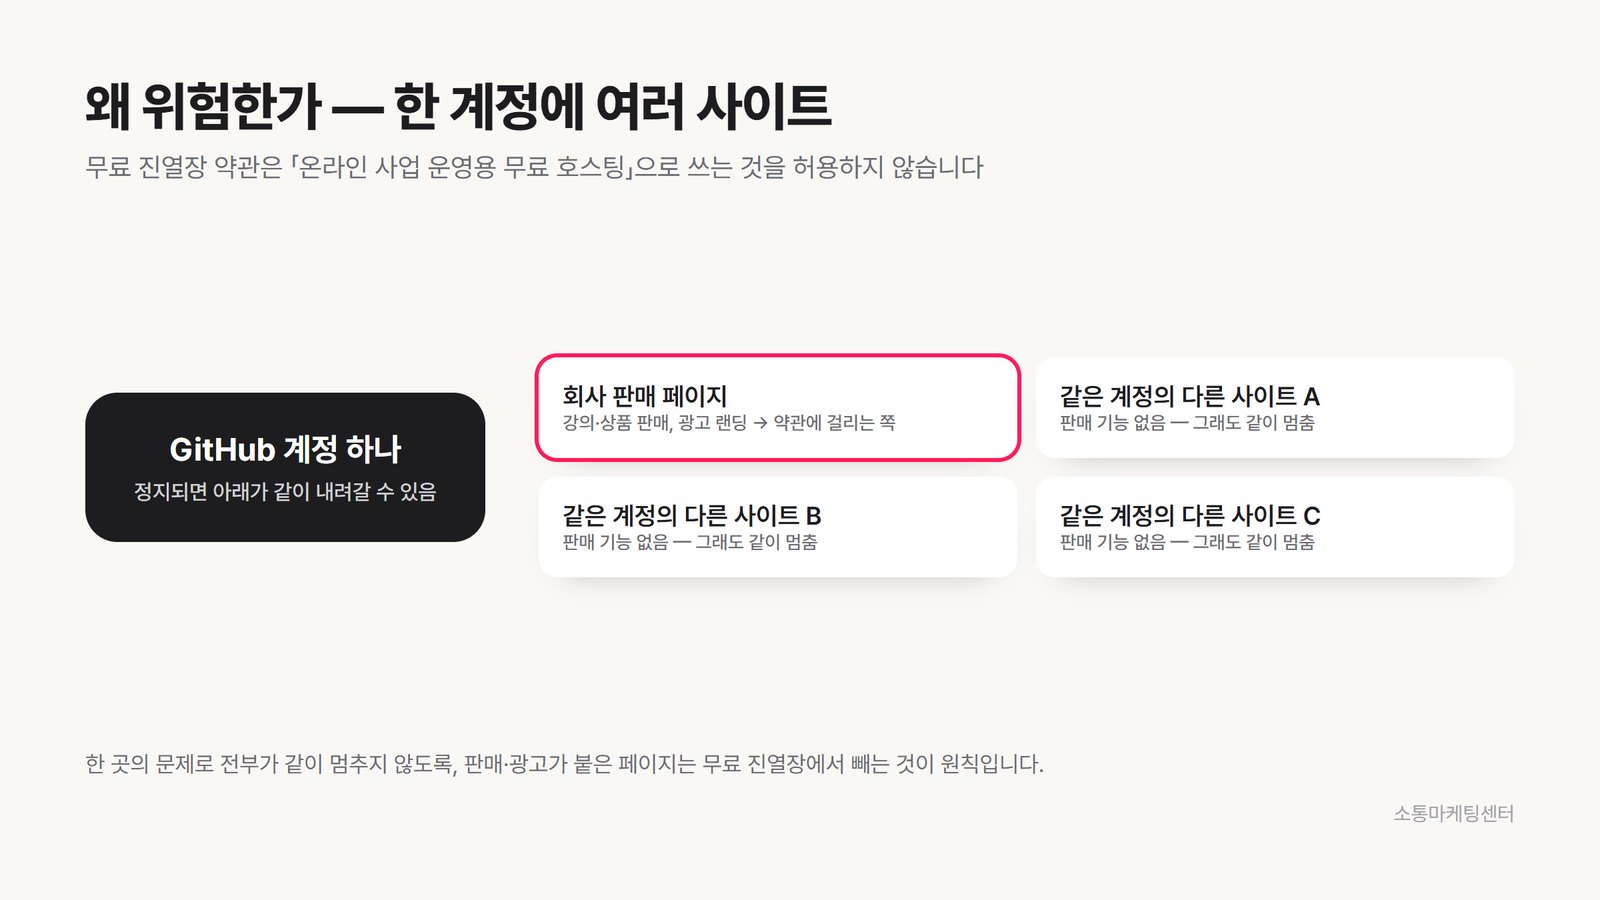 왜 위험한가 — 한 계정에 여러 사이트
무료 진열장 약관은 「온라인 사업 운영용 무료 호스팅」으로 쓰는 것을 허용하지 않습니다
GitHub 계정 하나
정지되면 아래가 같이 내려갈 수 있음
회사 판매 페이지
강의·상품 판매, 광고 랜딩 → 약관에 걸리는 쪽
같은 계정의 다른 사이트 A
판매 기능 없음 — 그래도 같이 멈춤
같은 계정의 다른 사이트 B
판매 기능 없음 — 그래도 같이 멈춤
같은 계정의 다른 사이트 C
판매 기능 없음 — 그래도 같이 멈춤
한 곳의 문제로 전부가 같이 멈추지 않도록, 판매·광고가 붙은 페이지는 무료 진열장에서 빼는 것이 원칙입니다.
소통마케팅센터